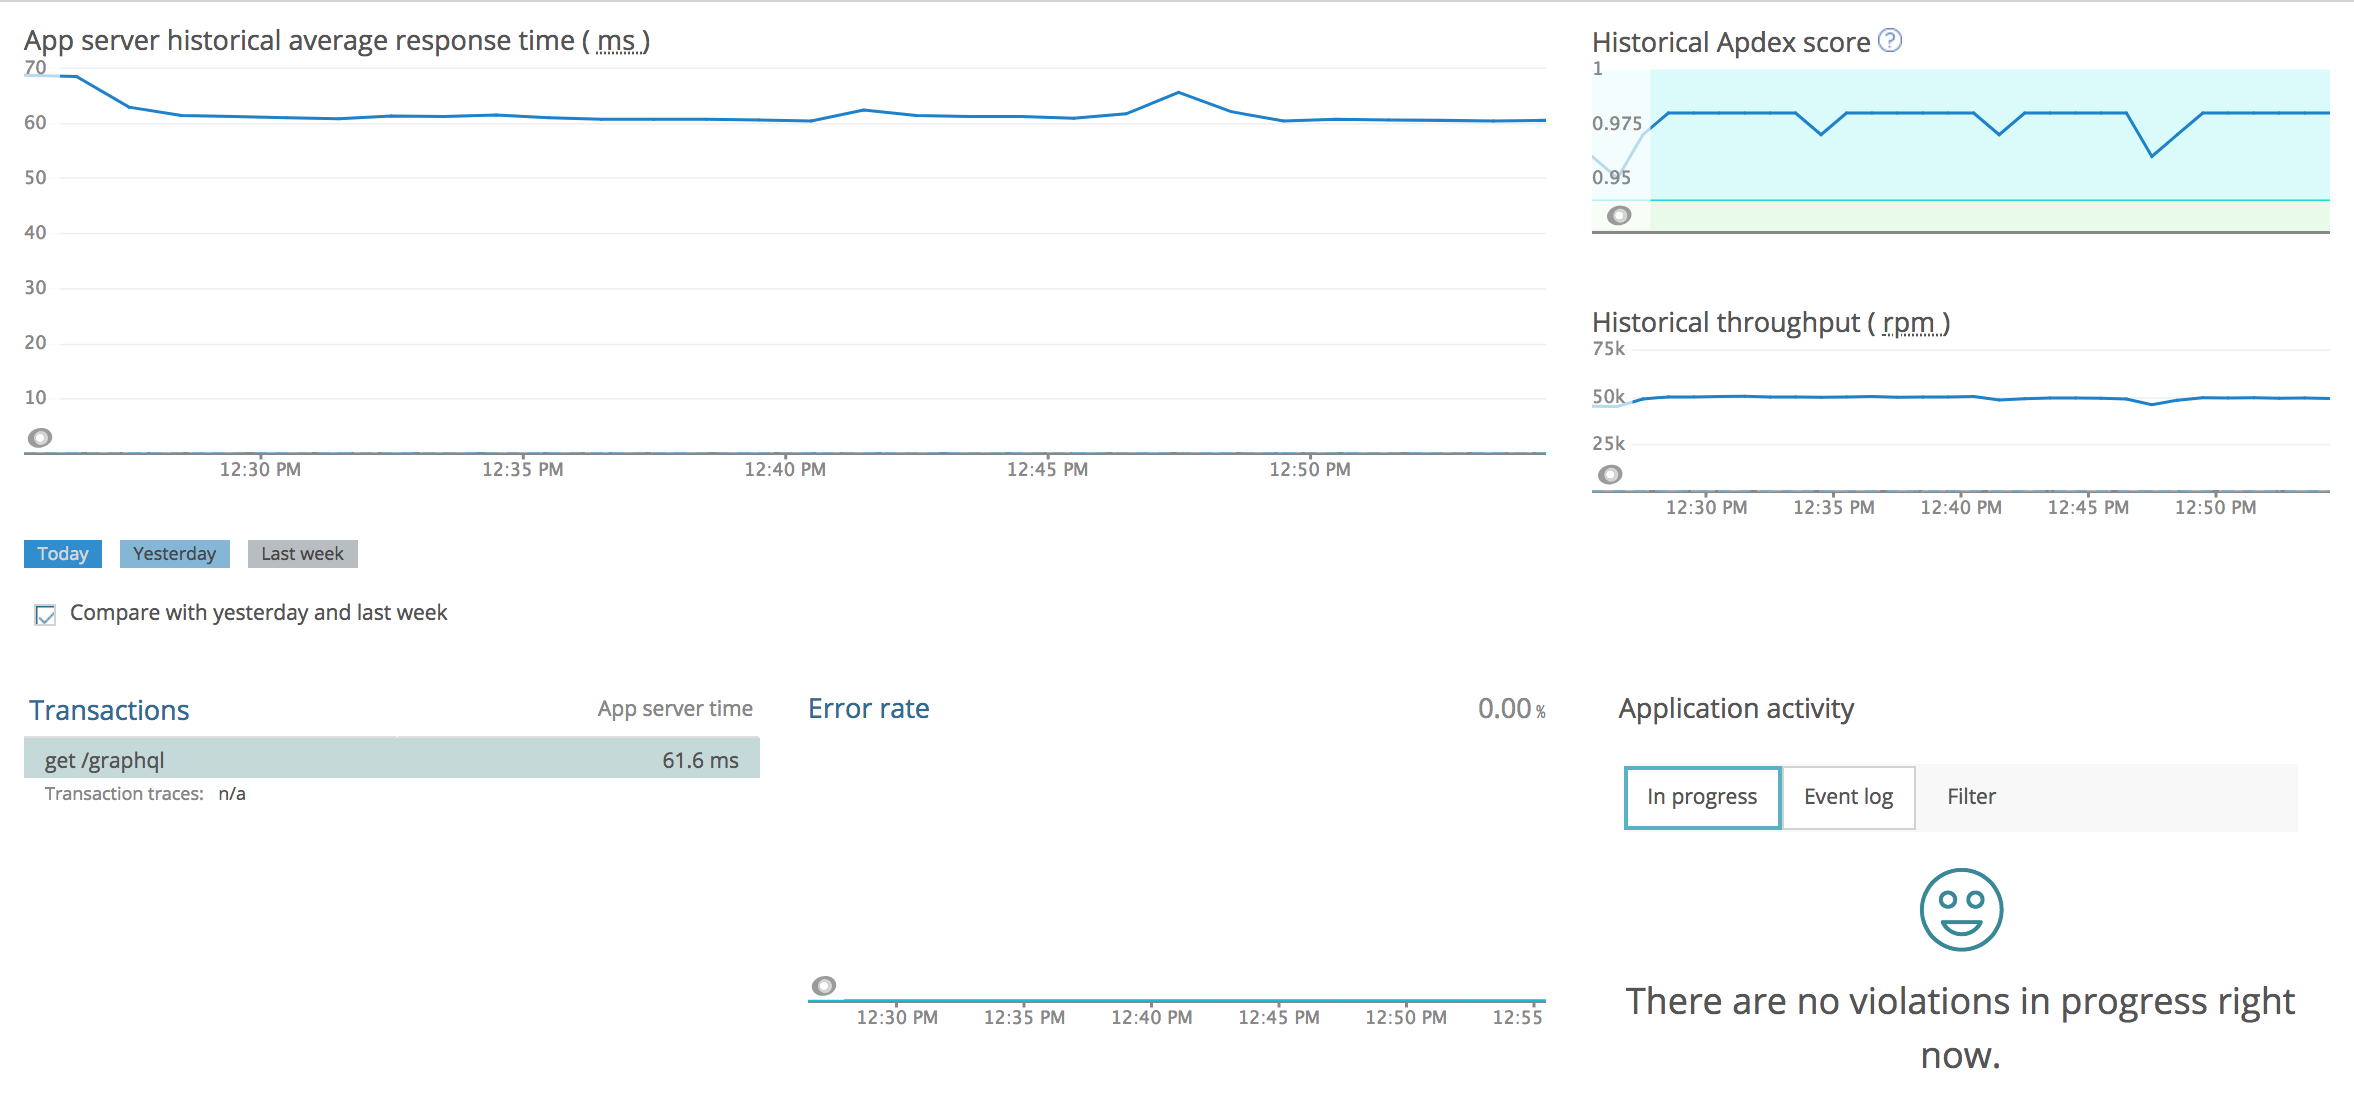 App server historical average response time ( ms )
70
60
50
40
30
20
10
12:30 PM 12:35 PM 12:40 PM 12:45 PM 12:50 PM
Historical Apdex score ?
1
0.975
0.95
Historical throughput ( rpm )
75k
50k
25k
12:30 PM 12:35 PM 12:40 PM 12:45 PM 12:50 PM
Today Yesterday Last week
Compare with yesterday and last week
Transactions App server time
get /graphql 61.6 ms
Transaction traces: n/a
Error rate 0.00 %
12:30 PM 12:35 PM 12:40 PM 12:45 PM 12:50 PM 12:55
Application activity
In progress Event log Filter
There are no violations in progress right
now.